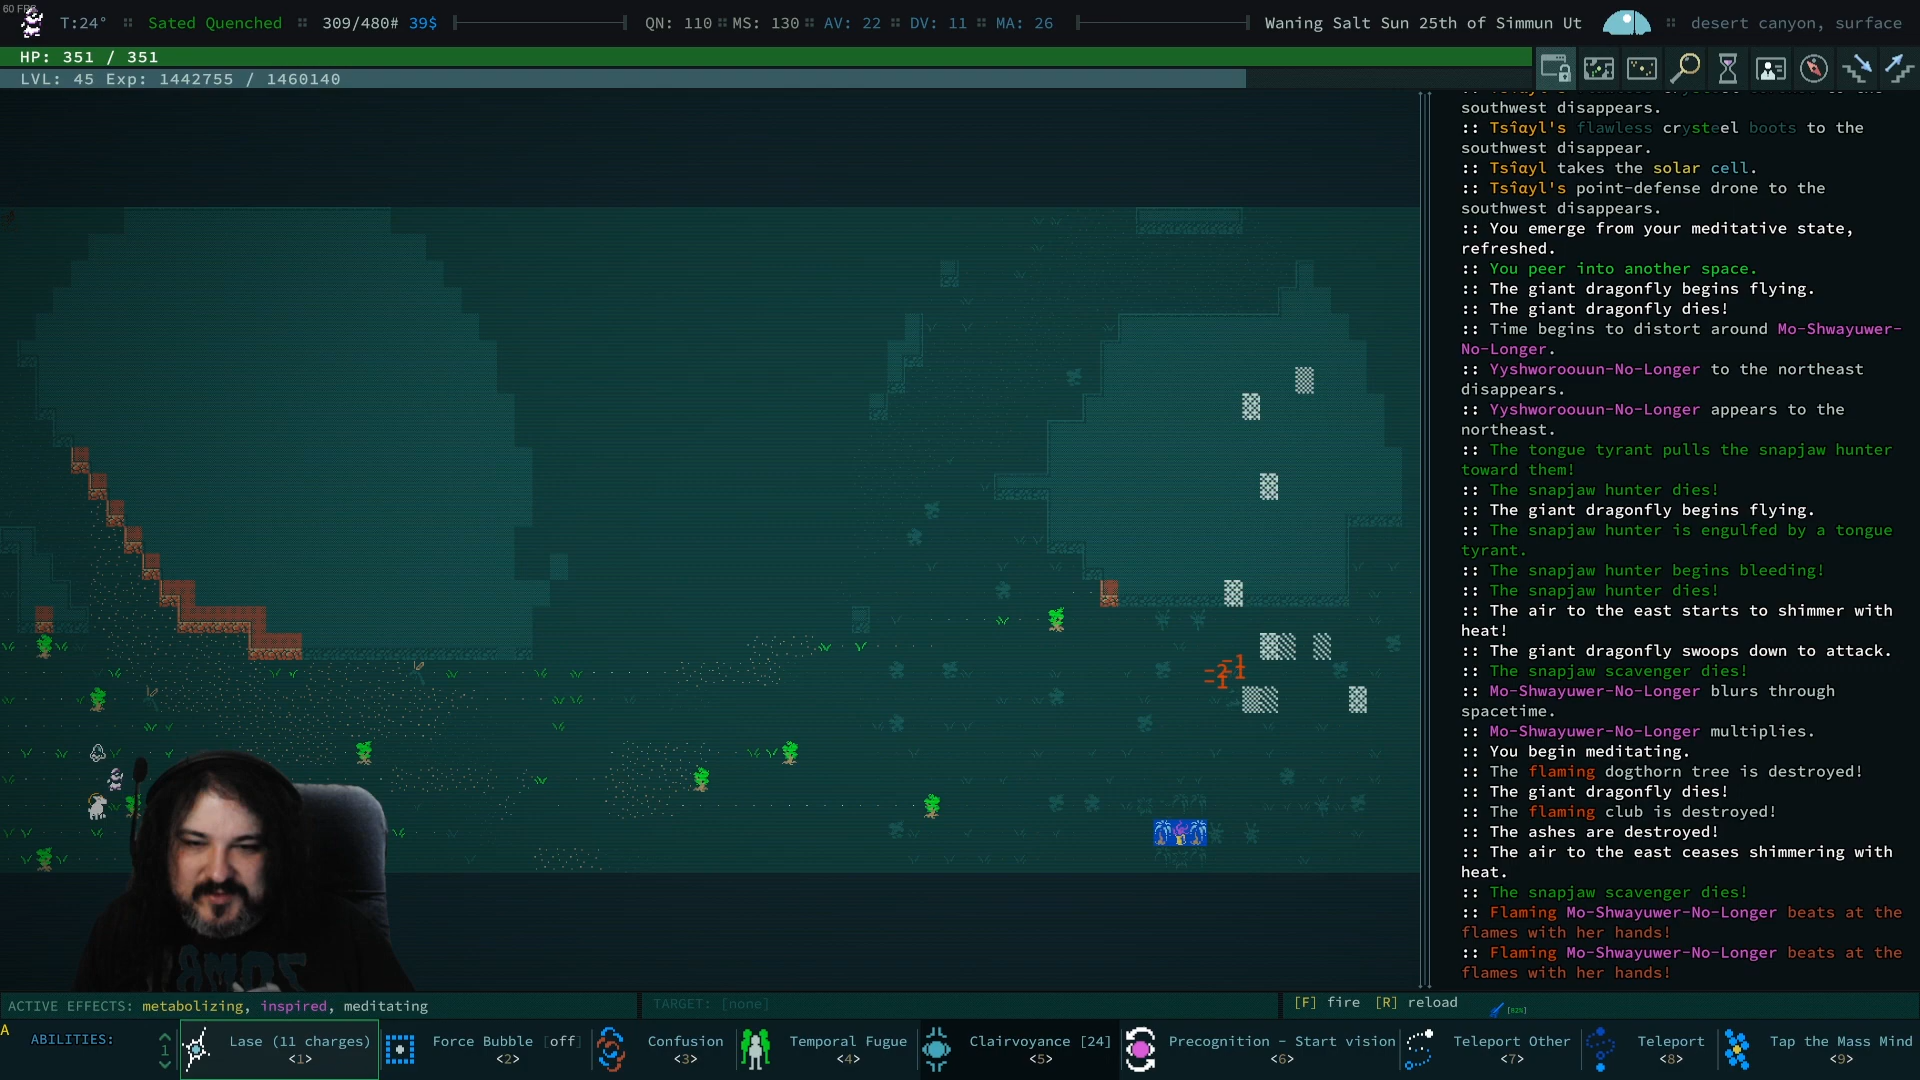 60 FPS
T:24° :: Sated Quenched :: 309/480# 39$
QN: 110 :: MS: 130 :: AV: 22 :: DV: 11 :: MA: 26
Waning Salt Sun 25th of Simmun Ut :: desert canyon, surface
HP: 351 / 351
LVL: 45 Exp: 1442755 / 1460140
southwest disappears.
:: Tsîɑyl's flawless crysteel boots to the
southwest disappear.
:: Tsîɑyl takes the solar cell.
:: Tsîɑyl's point-defense drone to the
southwest disappears.
:: You emerge from your meditative state,
refreshed.
:: You peer into another space.
:: The giant dragonfly begins flying.
:: The giant dragonfly dies!
:: Time begins to distort around Mo-Shwayuwer-
No-Longer.
:: Yyshworoouun-No-Longer to the northeast
disappears.
:: Yyshworoouun-No-Longer appears to the
northeast.
:: The tongue tyrant pulls the snapjaw hunter
toward them!
:: The snapjaw hunter dies!
:: The giant dragonfly begins flying.
:: The snapjaw hunter is engulfed by a tongue
tyrant.
:: The snapjaw hunter begins bleeding!
:: The snapjaw hunter dies!
:: The air to the east starts to shimmer with
heat!
:: The giant dragonfly swoops down to attack.
:: The snapjaw scavenger dies!
:: Mo-Shwayuwer-No-Longer blurs through
spacetime.
:: Mo-Shwayuwer-No-Longer multiplies.
:: You begin meditating.
:: The flaming dogthorn tree is destroyed!
:: The giant dragonfly dies!
:: The flaming club is destroyed!
:: The ashes are destroyed!
:: The air to the east ceases shimmering with
heat.
:: The snapjaw scavenger dies!
:: Flaming Mo-Shwayuwer-No-Longer beats at the
flames with her hands!
:: Flaming Mo-Shwayuwer-No-Longer beats at the
flames with her hands!
ACTIVE EFFECTS: metabolizing, inspired, meditating
TARGET: [none]
[F] fire [R] reload
[82%]
A
ABILITIES:
1
Lase (11 charges)
<1>
Force Bubble [off]
<2>
Confusion
<3>
Temporal Fugue
<4>
Clairvoyance [24]
<5>
Precognition - Start vision
<6>
Teleport Other
<7>
Teleport
<8>
Tap the Mass Mind
<9>